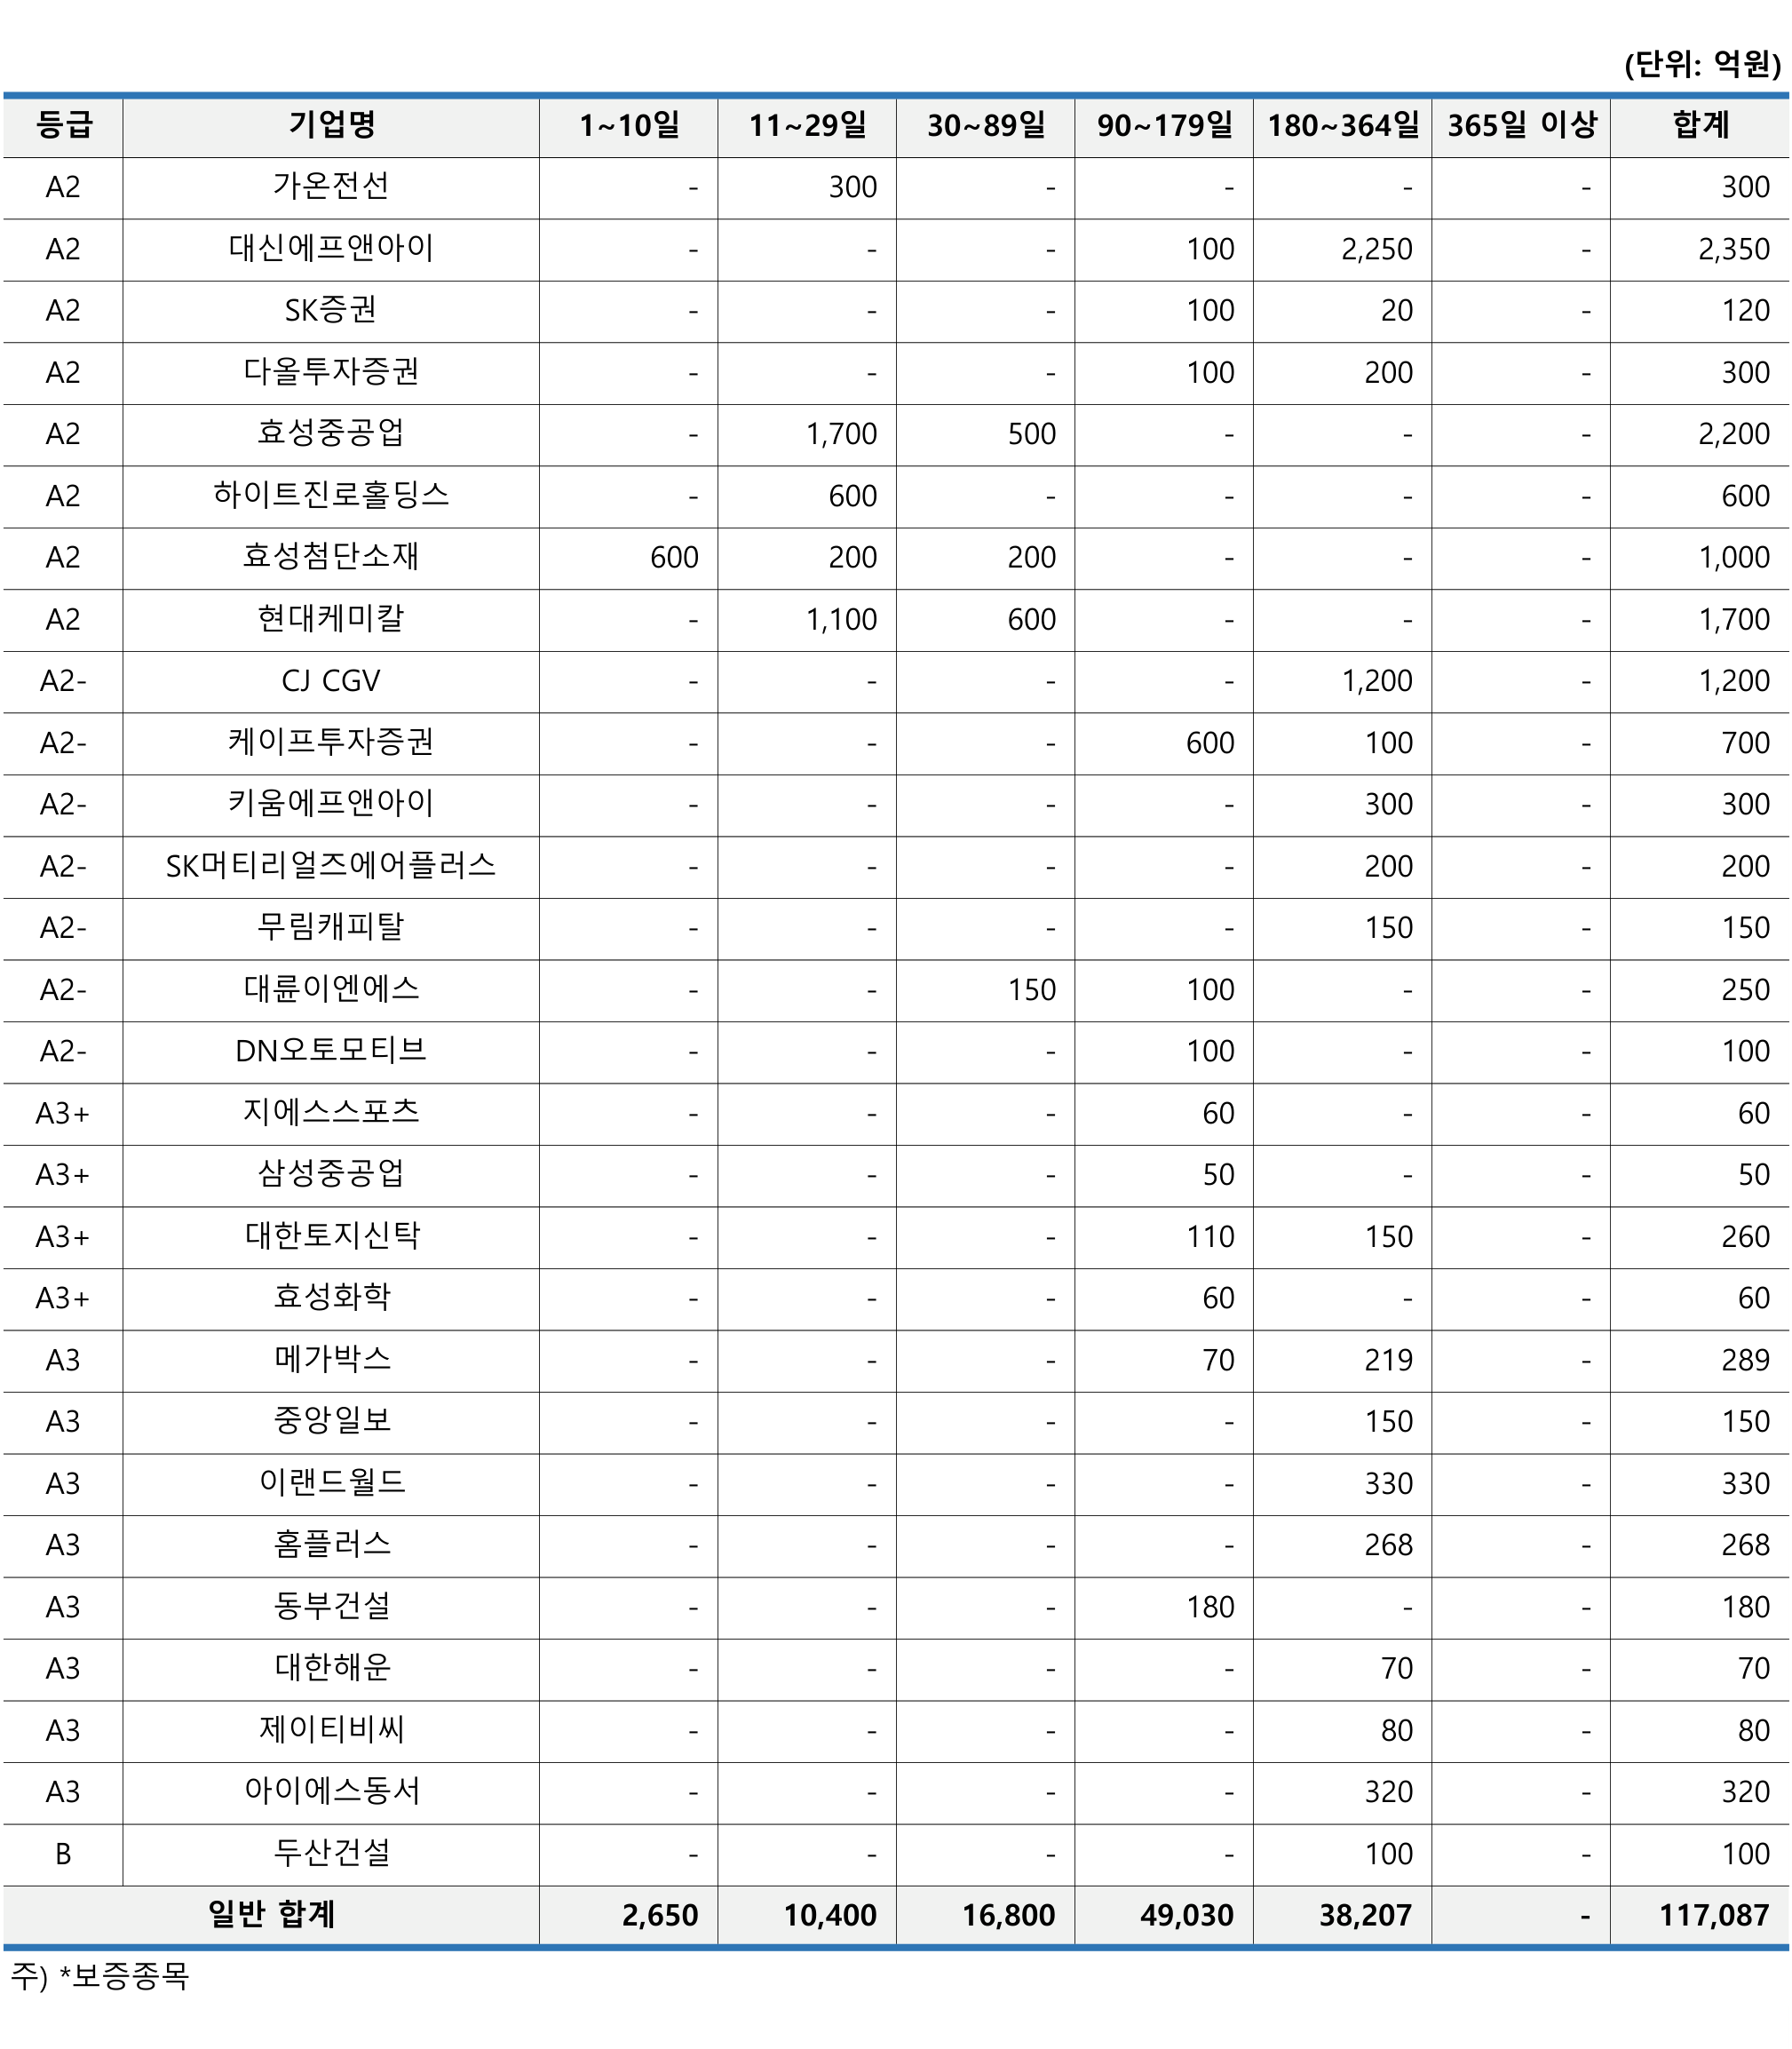 (단위: 억원)
등급 기업명 1~10일 11~29일 30~89일 90~179일 180~364일 365일 이상 합계
A2 가온전선 - 300 - - - - 300
A2 대신에프앤아이 - - - 100 2,250 - 2,350
A2 SK증권 - - - 100 20 - 120
A2 다올투자증권 - - - 100 200 - 300
A2 효성중공업 - 1,700 500 - - - 2,200
A2 하이트진로홀딩스 - 600 - - - - 600
A2 효성첨단소재 600 200 200 - - - 1,000
A2 현대케미칼 - 1,100 600 - - - 1,700
A2- CJ CGV - - - - 1,200 - 1,200
A2- 케이프투자증권 - - - 600 100 - 700
A2- 키움에프앤아이 - - - - 300 - 300
A2- SK머티리얼즈에어플러스 - - - - 200 - 200
A2- 무림캐피탈 - - - - 150 - 150
A2- 대륜이엔에스 - - 150 100 - - 250
A2- DN오토모티브 - - - 100 - - 100
A3+ 지에스스포츠 - - - 60 - - 60
A3+ 삼성중공업 - - - 50 - - 50
A3+ 대한토지신탁 - - - 110 150 - 260
A3+ 효성화학 - - - 60 - - 60
A3 메가박스 - - - 70 219 - 289
A3 중앙일보 - - - - 150 - 150
A3 이랜드월드 - - - - 330 - 330
A3 홈플러스 - - - - 268 - 268
A3 동부건설 - - - 180 - - 180
A3 대한해운 - - - - 70 - 70
A3 제이티비씨 - - - - 80 - 80
A3 아이에스동서 - - - - 320 - 320
B 두산건설 - - - - 100 - 100
일반 합계 2,650 10,400 16,800 49,030 38,207 - 117,087
주) *보증종목